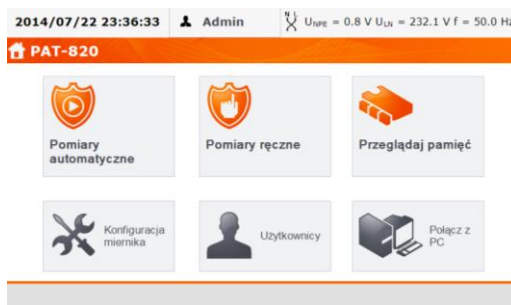 2014/07/22 23:36:33 Admin N L UNPE = 0.8 V ULN = 232.1 V f = 50.0 Hz
PAT-820
Pomiary
automatyczne
Pomiary ręczne
Przeglądaj pamięć
Konfiguracja
miernika
Użytkownicy
Połącz z
PC